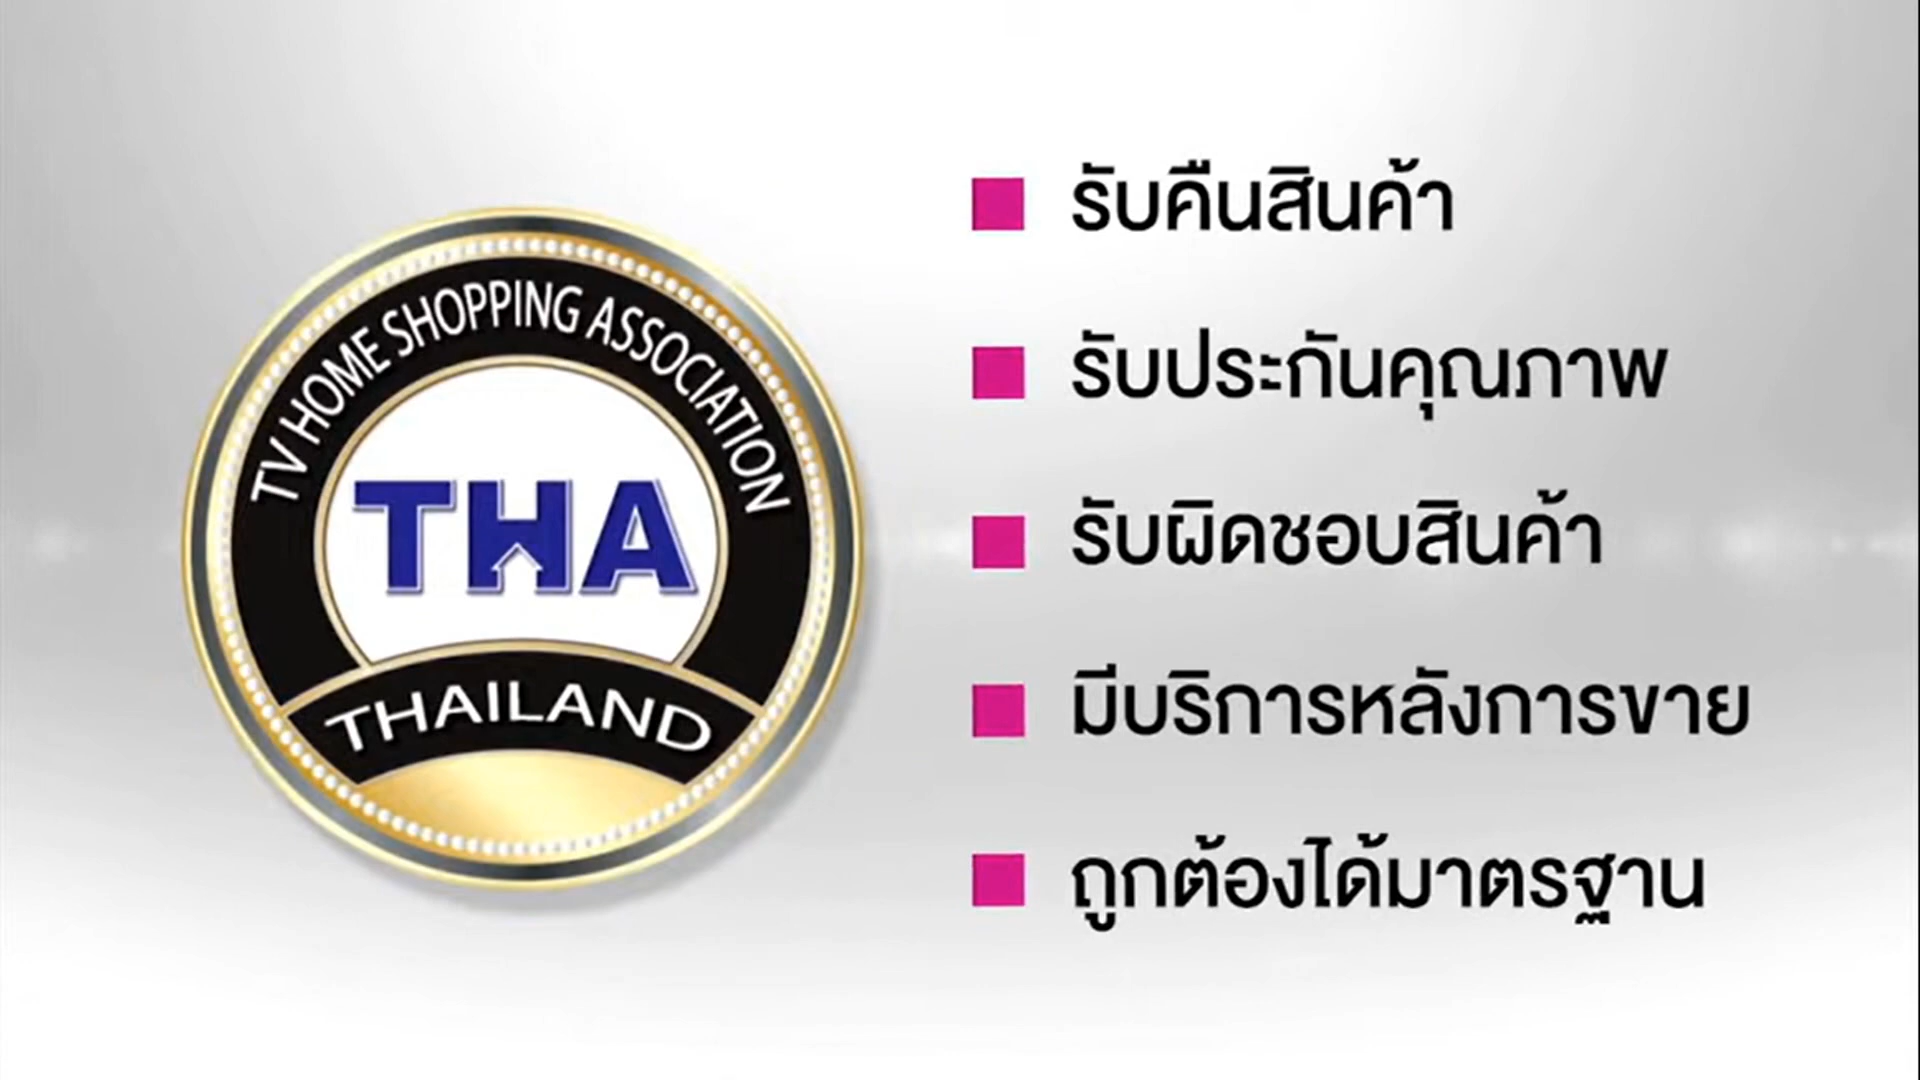 TV HOME SHOPPING ASSOCIATION
THA
THAILAND
รับคืนสินค้า
รับประกันคุณภาพ
รับผิดชอบสินค้า
มีบริการหลังการขาย
ถูกต้องได้มาตรฐาน